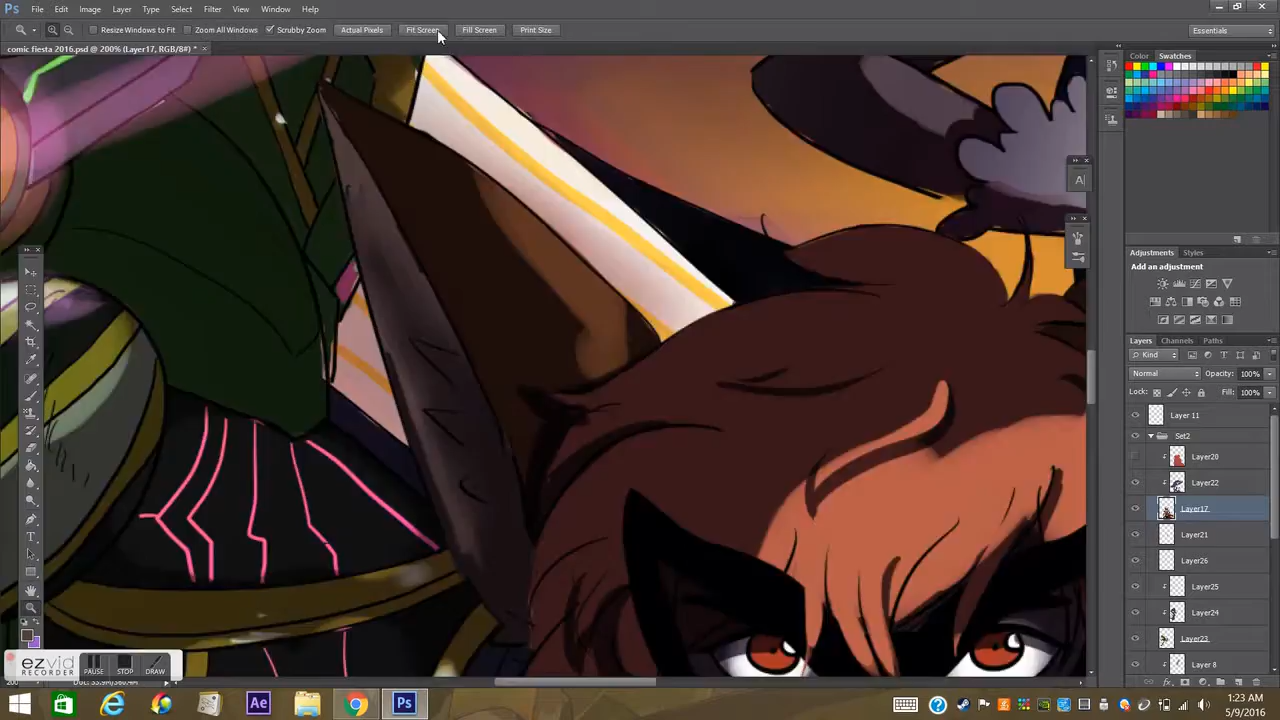 Ps File Edit Image Layer Type Select Filter View Window Help
Resize Windows to Fit Zoom All Windows Scrubby Zoom Actual Pixels Fit Screen Fill Screen Print Size Essentials
comic fiesta 2016.psd @ 200% (Layer17, RGB/8#) *
Color Swatches
A
Adjustments Styles
Add an adjustment
Layers Channels Paths
Kind
Normal Opacity: 100%
Lock: Fill: 100%
Layer 11
Set2
Layer20
Layer22
Layer17
Layer21
Layer26
Layer25
Layer24
Layer23
Layer 8
ezvid
RECORDER
PAUSE STOP DRAW
Ae Ps
1:23 AM
5/9/2016